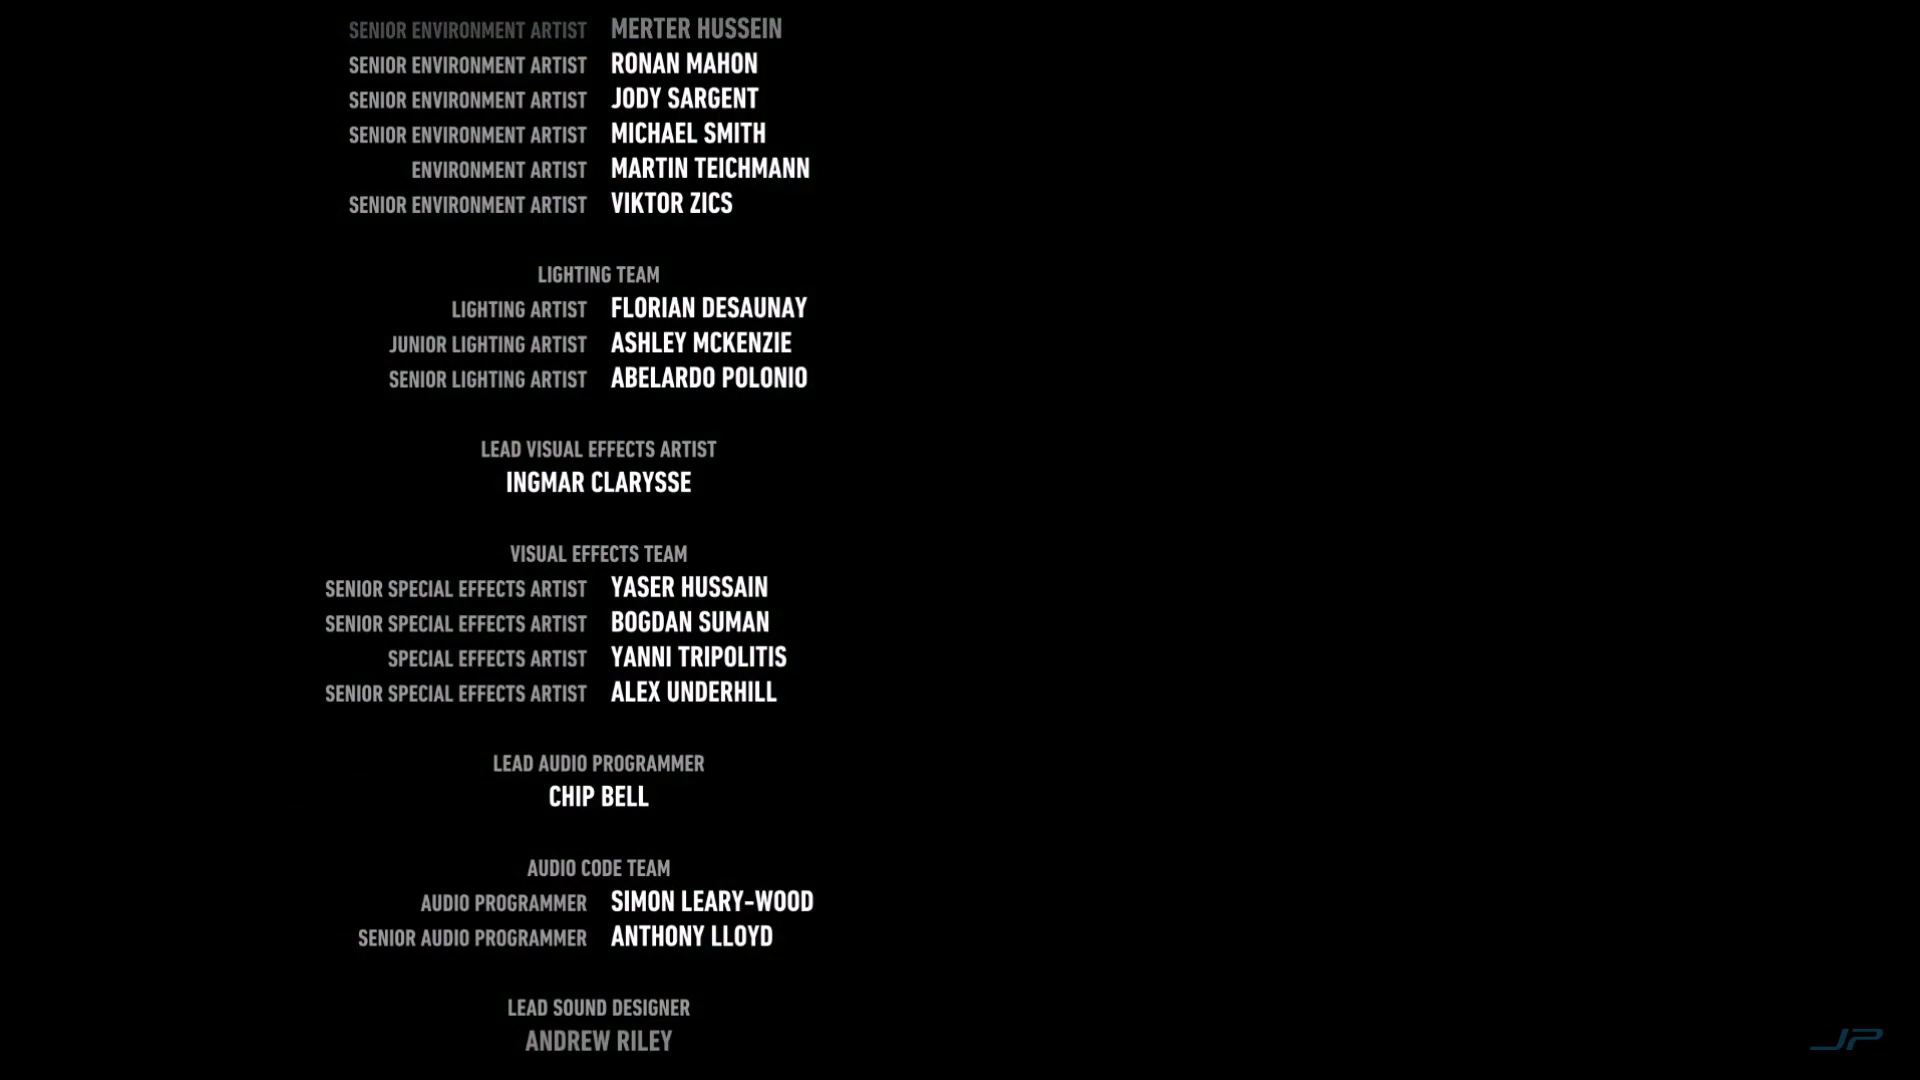 SENIOR ENVIRONMENT ARTIST MERTER HUSSEIN
SENIOR ENVIRONMENT ARTIST RONAN MAHON
SENIOR ENVIRONMENT ARTIST JODY SARGENT
SENIOR ENVIRONMENT ARTIST MICHAEL SMITH
ENVIRONMENT ARTIST MARTIN TEICHMANN
SENIOR ENVIRONMENT ARTIST VIKTOR ZICS
LIGHTING TEAM
LIGHTING ARTIST FLORIAN DESAUNAY
JUNIOR LIGHTING ARTIST ASHLEY MCKENZIE
SENIOR LIGHTING ARTIST ABELARDO POLONIO
LEAD VISUAL EFFECTS ARTIST
INGMAR CLARYSSE
VISUAL EFFECTS TEAM
SENIOR SPECIAL EFFECTS ARTIST YASER HUSSAIN
SENIOR SPECIAL EFFECTS ARTIST BOGDAN SUMAN
SPECIAL EFFECTS ARTIST YANNI TRIPOLITIS
SENIOR SPECIAL EFFECTS ARTIST ALEX UNDERHILL
LEAD AUDIO PROGRAMMER
CHIP BELL
AUDIO CODE TEAM
AUDIO PROGRAMMER SIMON LEARY-WOOD
SENIOR AUDIO PROGRAMMER ANTHONY LLOYD
LEAD SOUND DESIGNER
ANDREW RILEY
JP